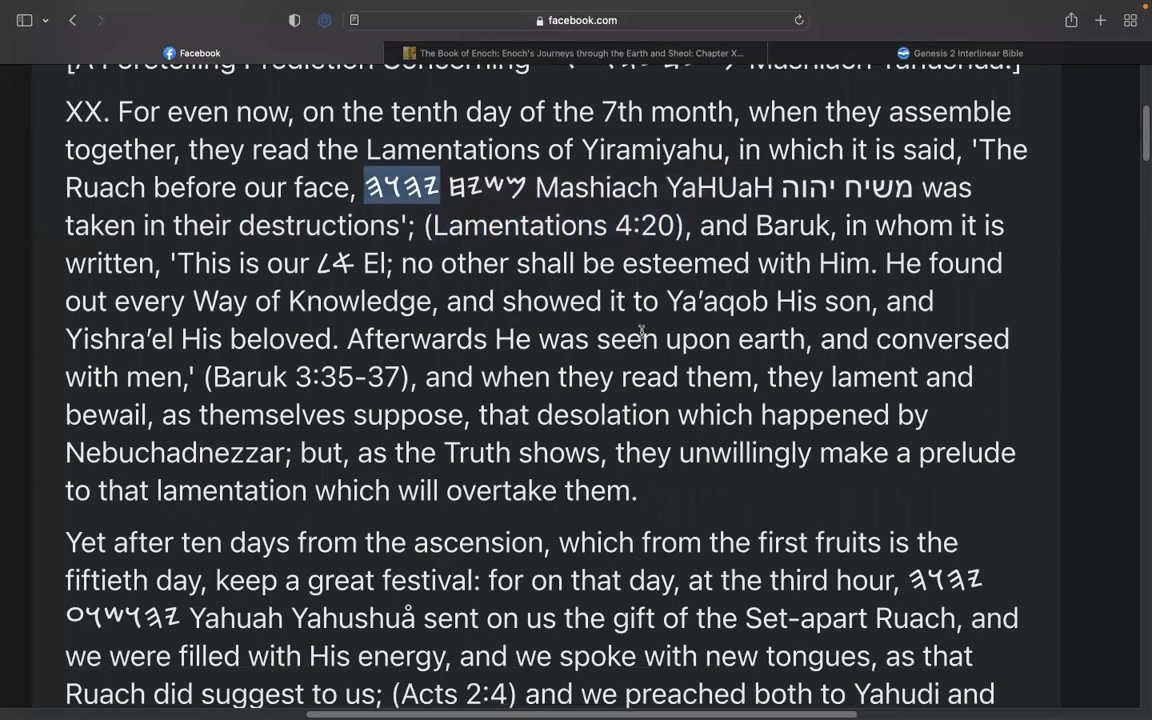 facebook.com
Facebook
The Book of Enoch: Enoch's Journeys through the Earth and Sheol: Chapter X...
Genesis 2 Interlinear Bible
Mashiach Yahushua.]
XX. For even now, on the tenth day of the 7th month, when they assemble
together, they read the Lamentations of Yiramiyahu, in which it is said, 'The
Ruach before our face, 𐤉𐤄𐤅𐤄 𐤌𐤔𐤉𐤇 Mashiach YaHUaH משיח יהוה was
taken in their destructions'; (Lamentations 4:20), and Baruk, in whom it is
written, 'This is our 𐤀𐤋 El; no other shall be esteemed with Him. He found
out every Way of Knowledge, and showed it to Ya’aqob His son, and
Yishra’el His beloved. Afterwards He was seen upon earth, and conversed
with men,' (Baruk 3:35-37), and when they read them, they lament and
bewail, as themselves suppose, that desolation which happened by
Nebuchadnezzar; but, as the Truth shows, they unwillingly make a prelude
to that lamentation which will overtake them.
Yet after ten days from the ascension, which from the first fruits is the
fiftieth day, keep a great festival: for on that day, at the third hour, 𐤉𐤄𐤅𐤄
𐤉𐤄𐤅𐤔𐤅𐤏 Yahuah Yahushuå sent on us the gift of the Set-apart Ruach, and
we were filled with His energy, and we spoke with new tongues, as that
Ruach did suggest to us; (Acts 2:4) and we preached both to Yahudi and